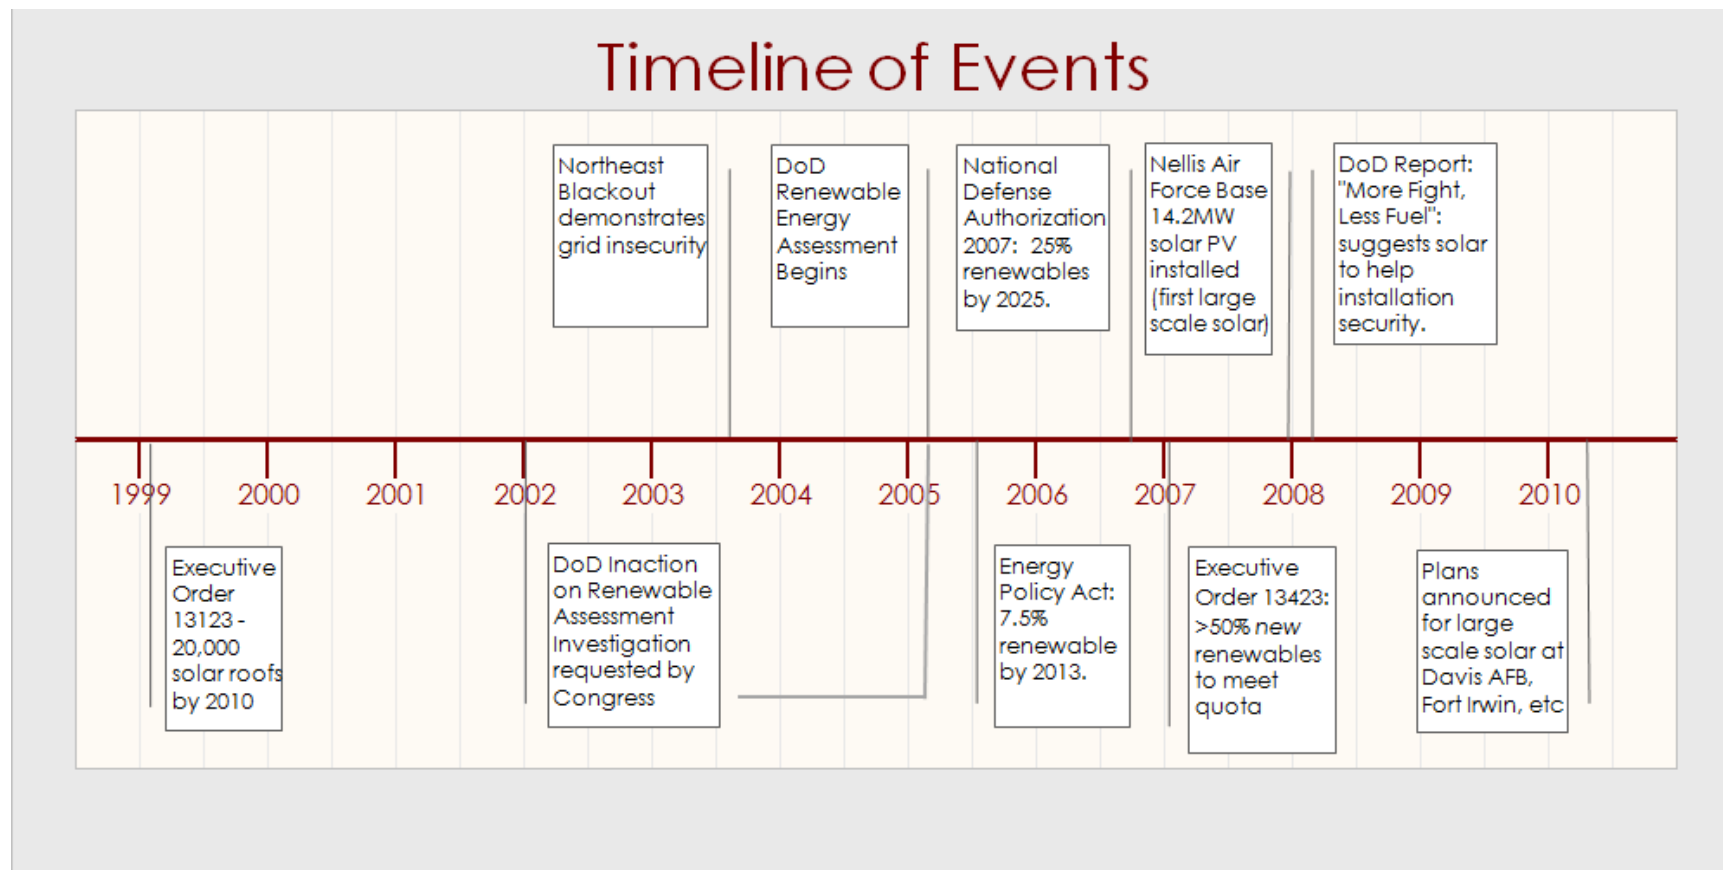 Timeline of Events
Northeast
Blackout
demonstrates
grid insecurity
DoD
Renewable
Energy
Assessment
Begins
National
Defense
Authorization
2007:  25%
renewables
by 2025.
Nellis Air
Force Base
14.2MW
solar PV
installed
(first large
scale solar)
DoD Report:
"More Fight,
Less Fuel":
suggests solar
to help
installation
security.
1999 2000 2001 2002 2003 2004 2005 2006 2007 2008 2009 2010
Executive
Order
13123 -
20,000
solar roofs
by 2010
DoD Inaction
on Renewable
Assessment
Investigation
requested by
Congress
Energy
Policy Act:
7.5%
renewable
by 2013.
Executive
Order 13423:
>50% new
renewables
to meet
quota
Plans
announced
for large
scale solar at
Davis AFB,
Fort Irwin, etc